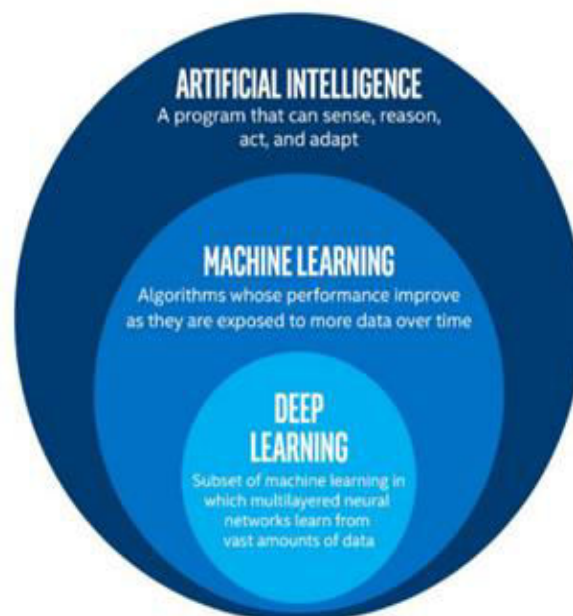 ARTIFICIAL INTELLIGENCE
A program that can sense, reason,
act, and adapt
MACHINE LEARNING
Algorithms whose performance improve
as they are exposed to more data over time
DEEP
LEARNING
Subset of machine learning in
which multilayered neural
networks learn from
vast amounts of data